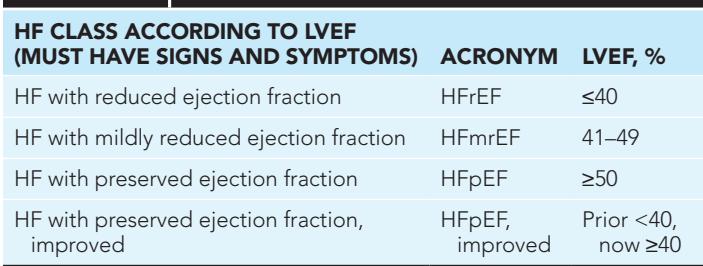 HF CLASS ACCORDING TO LVEF
(MUST HAVE SIGNS AND SYMPTOMS) ACRONYM LVEF, %
HF with reduced ejection fraction HFrEF ≤40
HF with mildly reduced ejection fraction HFmrEF 41–49
HF with preserved ejection fraction HFpEF ≥50
HF with preserved ejection fraction, HFpEF, Prior <40,
improved improved now ≥40